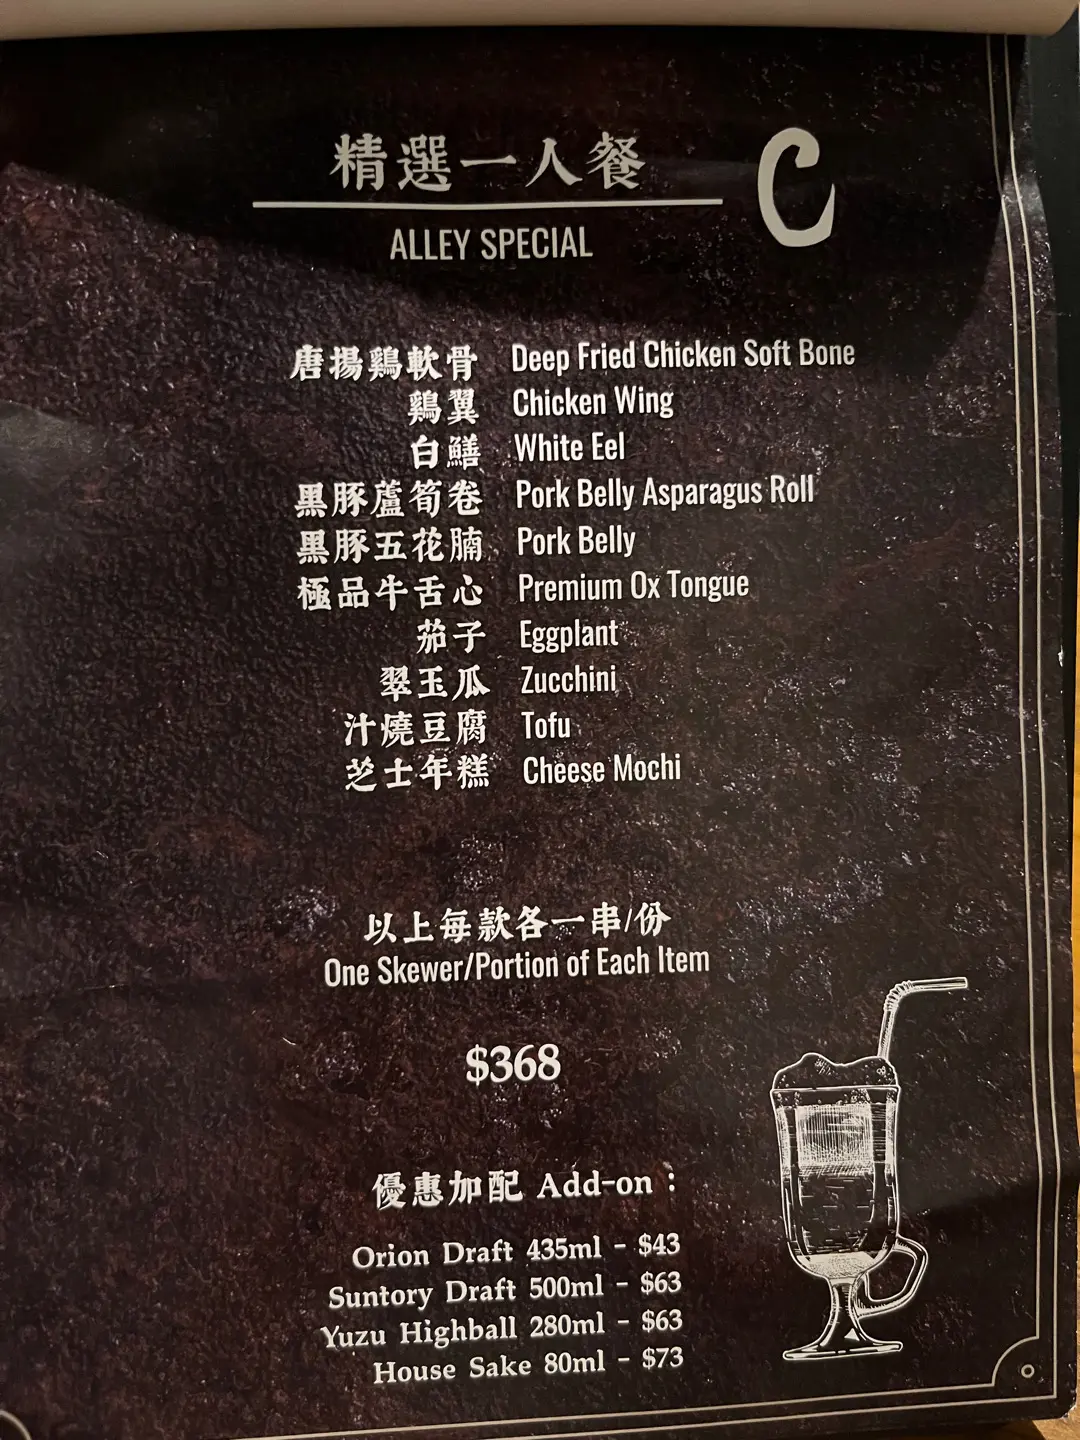 精選一人餐 C
ALLEY SPECIAL
唐揚鷄軟骨 Deep Fried Chicken Soft Bone
鷄翼 Chicken Wing
白鱔 White Eel
黑豚蘆筍卷 Pork Belly Asparagus Roll
黑豚五花腩 Pork Belly
極品牛舌心 Premium Ox Tongue
茄子 Eggplant
翠玉瓜 Zucchini
汁燒豆腐 Tofu
芝士年糕 Cheese Mochi
以上每款各一串/份
One Skewer/Portion of Each Item
$368
優惠加配 Add-on：
Orion Draft 435ml - $43
Suntory Draft 500ml - $63
Yuzu Highball 280ml - $63
House Sake 80ml - $73